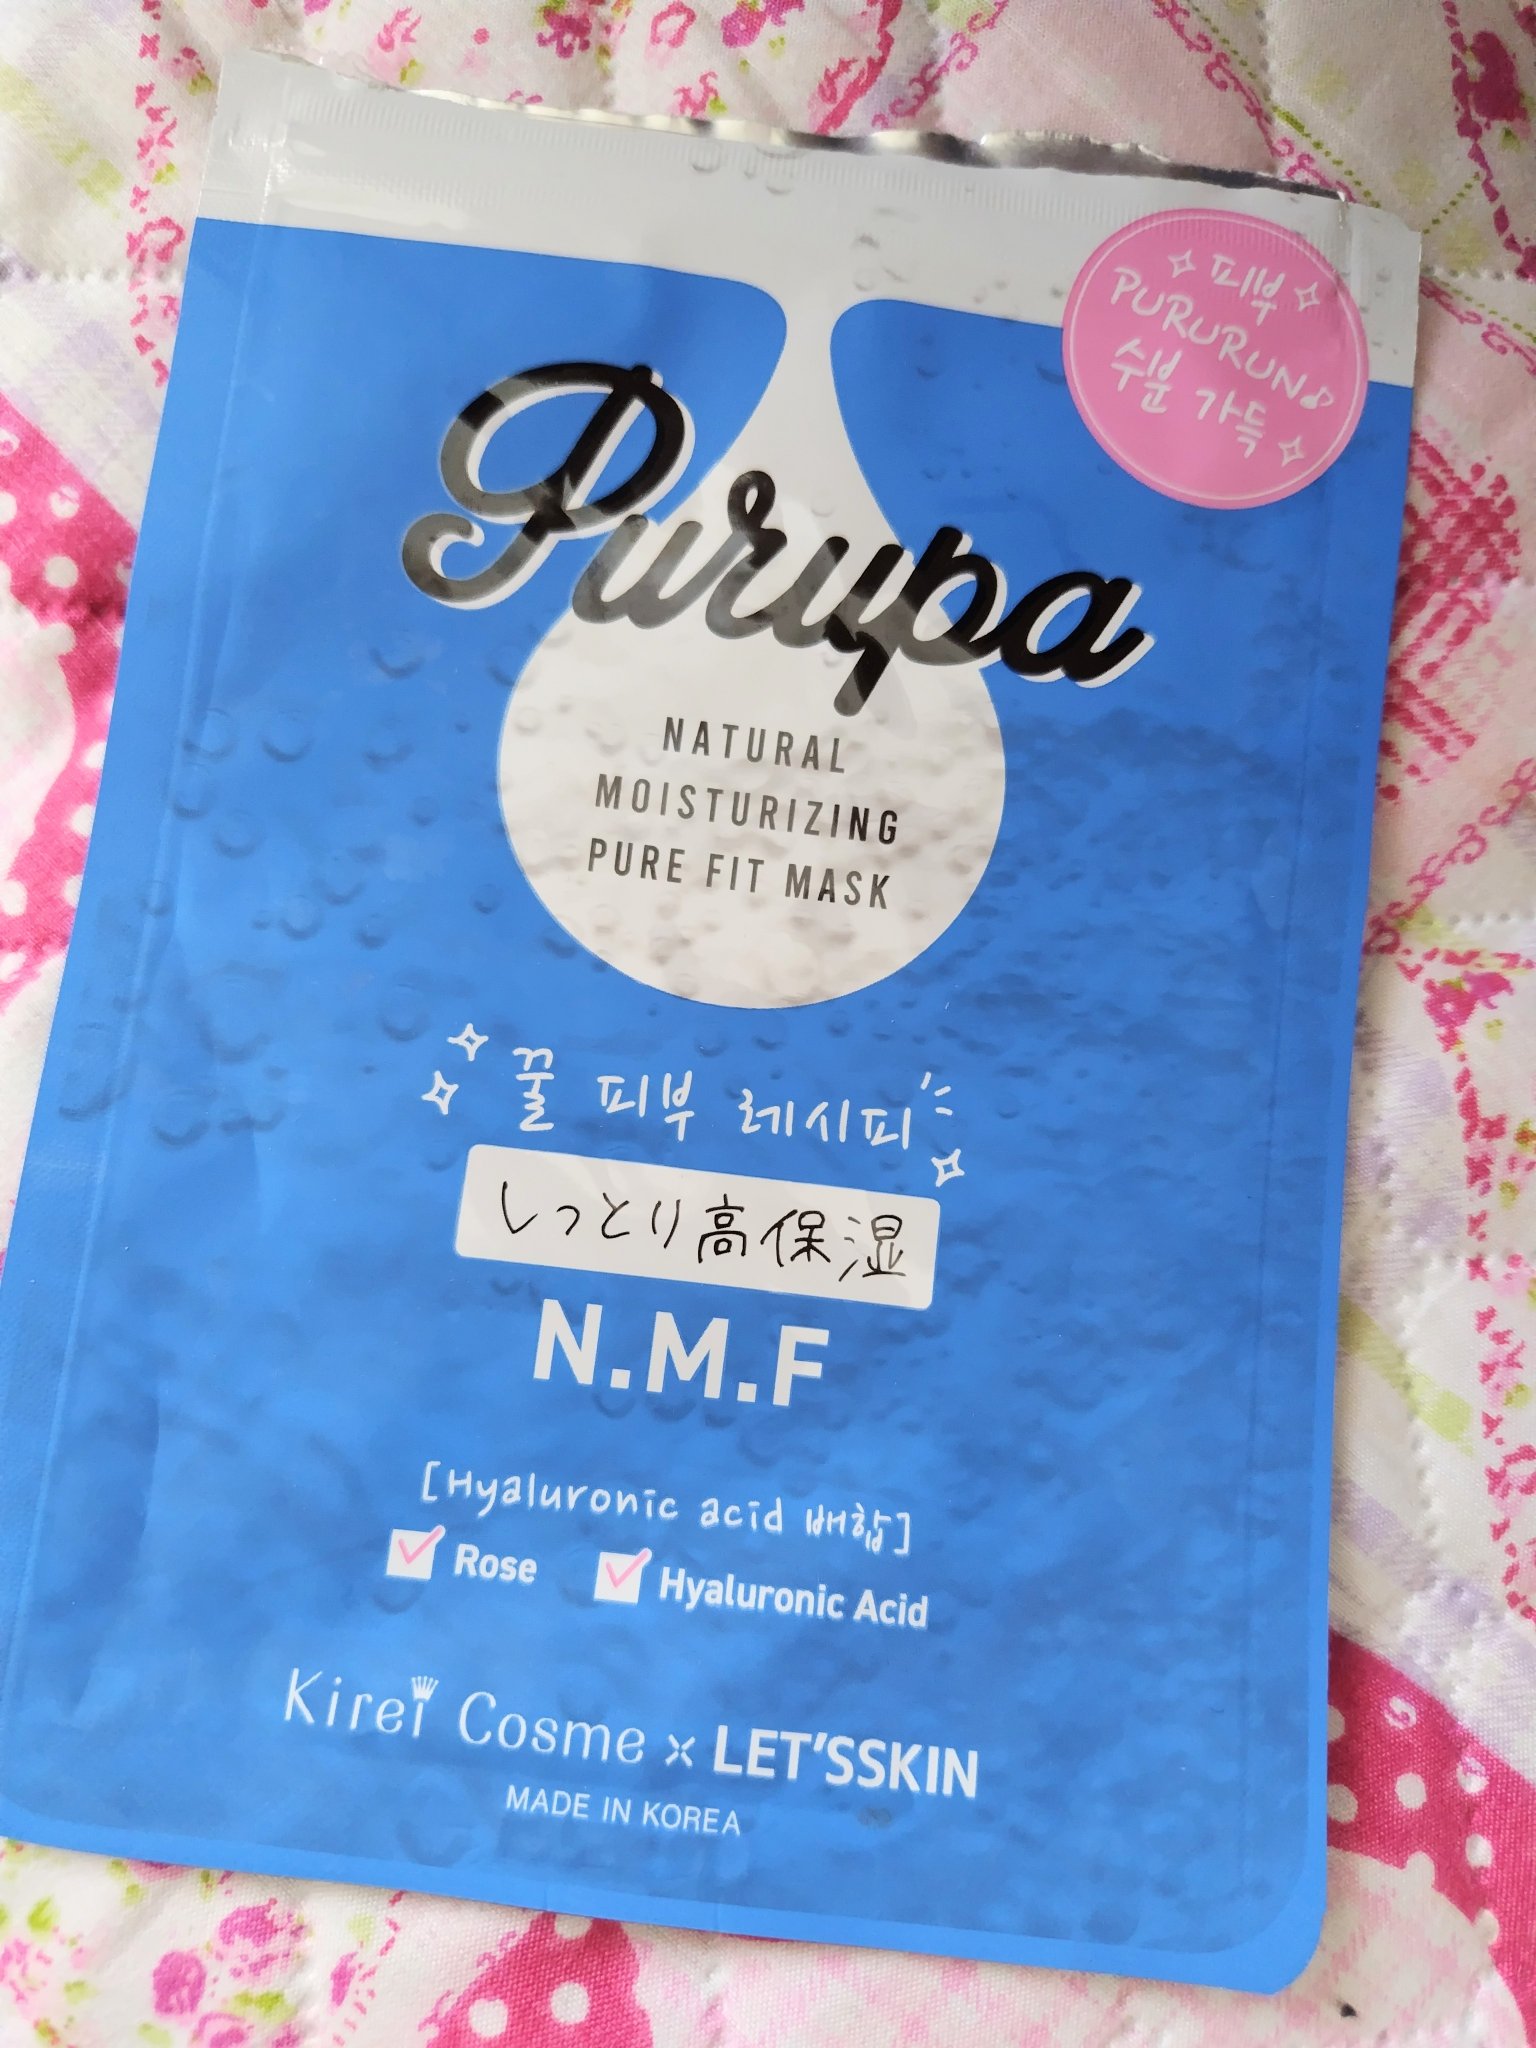 피부
PURURUN♪
수분 가득
Purupa
NATURAL
MOISTURIZING
PURE FIT MASK
꿀 피부 레시피
しっとり高保湿
N.M.F
[Hyaluronic acid 배합]
Rose Hyaluronic Acid
Kirei Cosme × LET'SSKIN
MADE IN KOREA